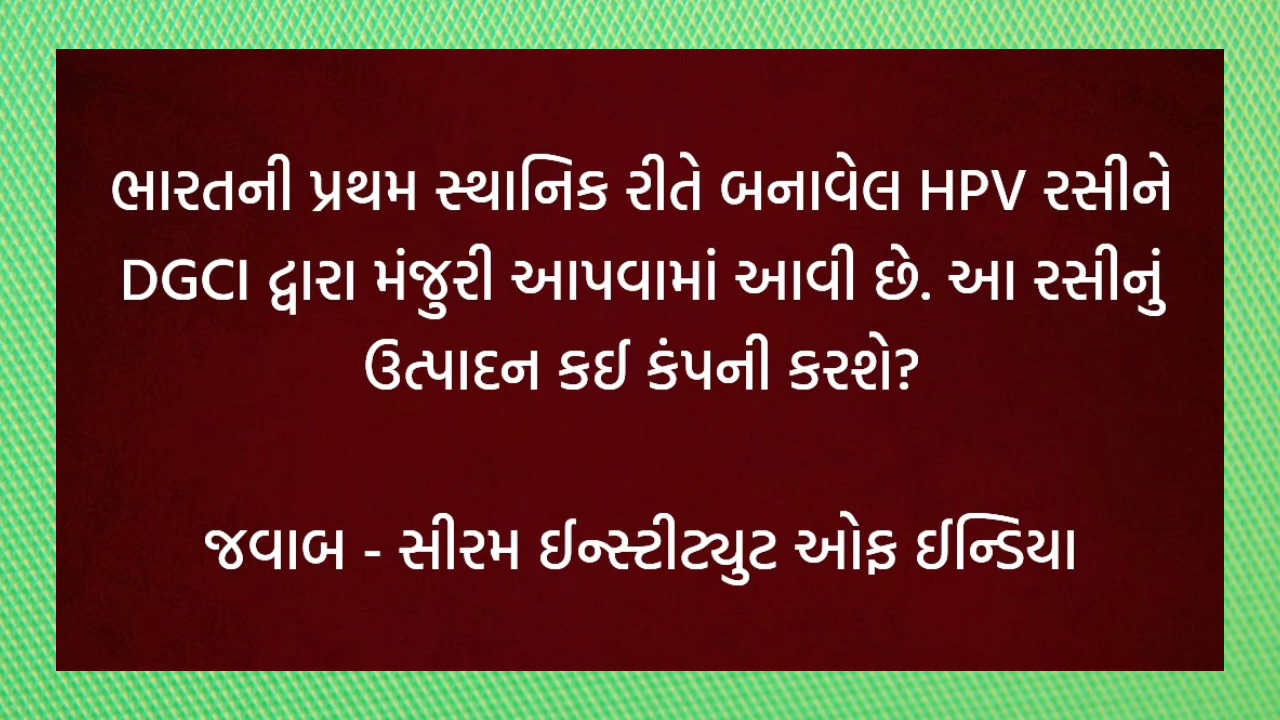 ભારતની પ્રથમ સ્થાનિક રીતે બનાવેલ HPV રસીને
DGCI દ્વારા મંજુરી આપવામાં આવી છે. આ રસીનું
ઉત્પાદન કઈ કંપની કરશે?
જવાબ - સીરમ ઈન્સ્ટીટ્યુટ ઓફ ઈન્ડિયા